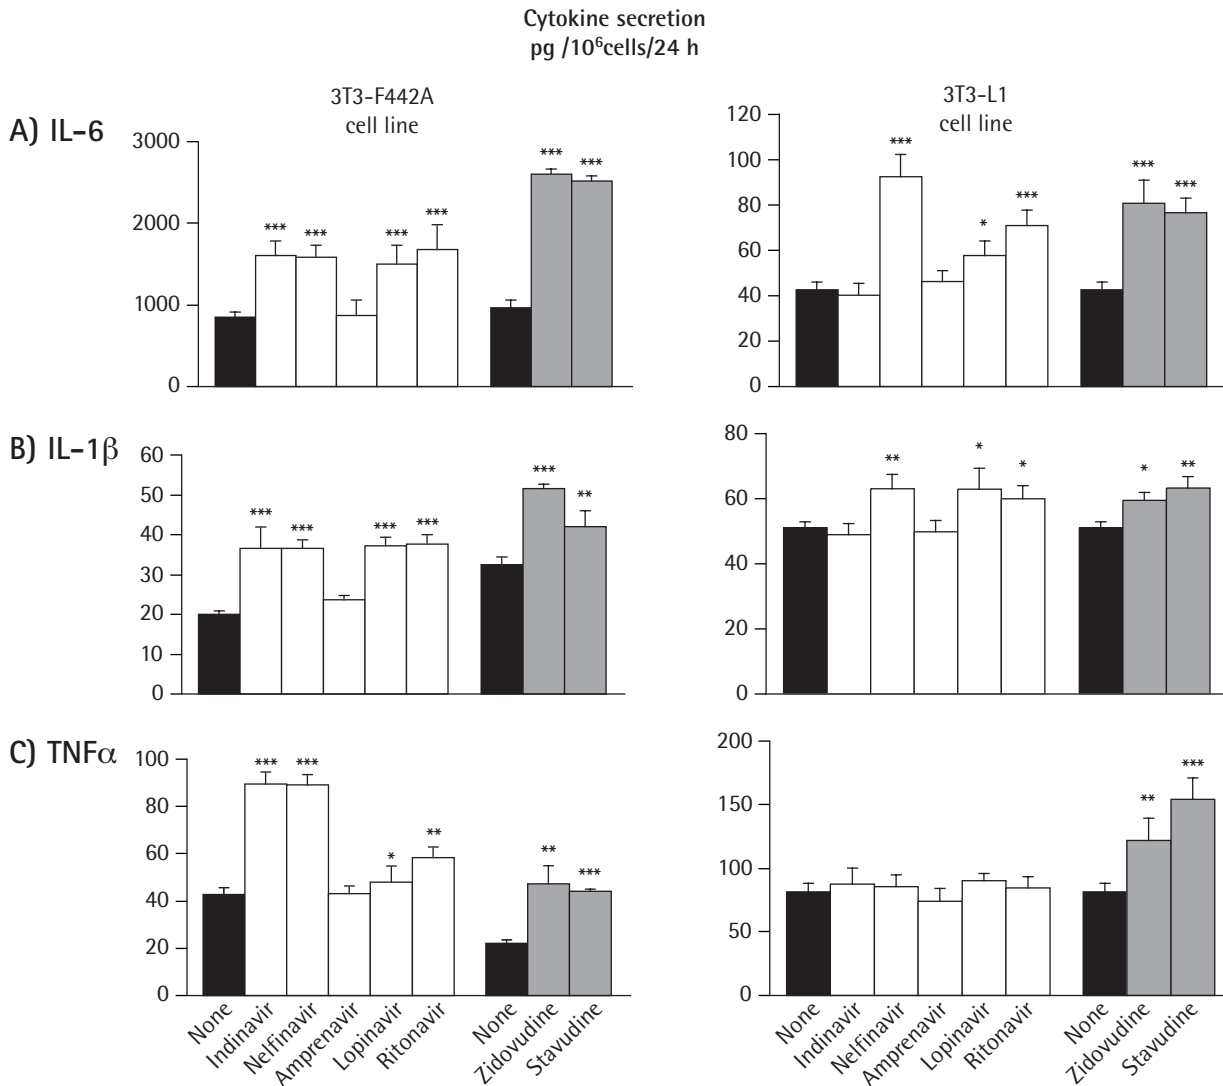 Cytokine secretion
pg /10⁶cells/24 h
3T3-F442A
cell line
3T3-L1
cell line
A) IL-6
3000
2000
1000
0
*** *** *** *** *** ***
120
100
80
60
40
20
0
*** * *** *** ***
B) IL-1β
60
50
40
30
20
10
0
*** *** *** *** *** **
80
60
40
20
0
** * * * **
C) TNFα
100
80
60
40
20
0
*** *** * ** ** ***
200
150
100
50
0
** ***
None Indinavir Nelfinavir Amprenavir Lopinavir Ritonavir None Zidovudine Stavudine
None Indinavir Nelfinavir Amprenavir Lopinavir Ritonavir None Zidovudine Stavudine